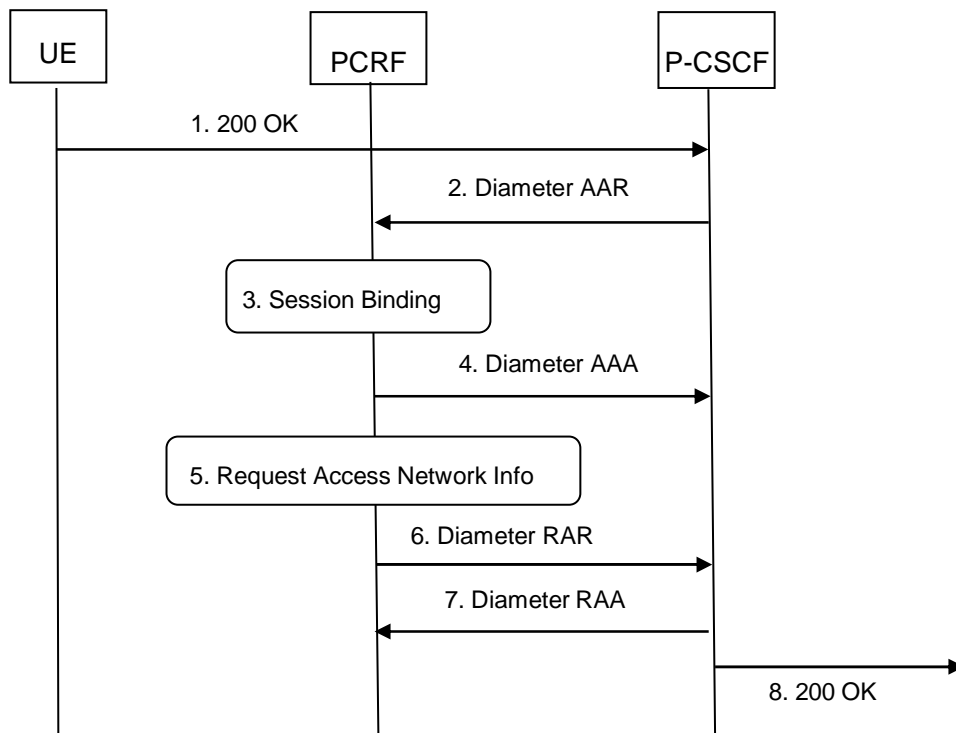 UE
PCRF
P-CSCF
1. 200 OK
2. Diameter AAR
3. Session Binding
4. Diameter AAA
5. Request Access Network Info
6. Diameter RAR
7. Diameter RAA
8. 200 OK